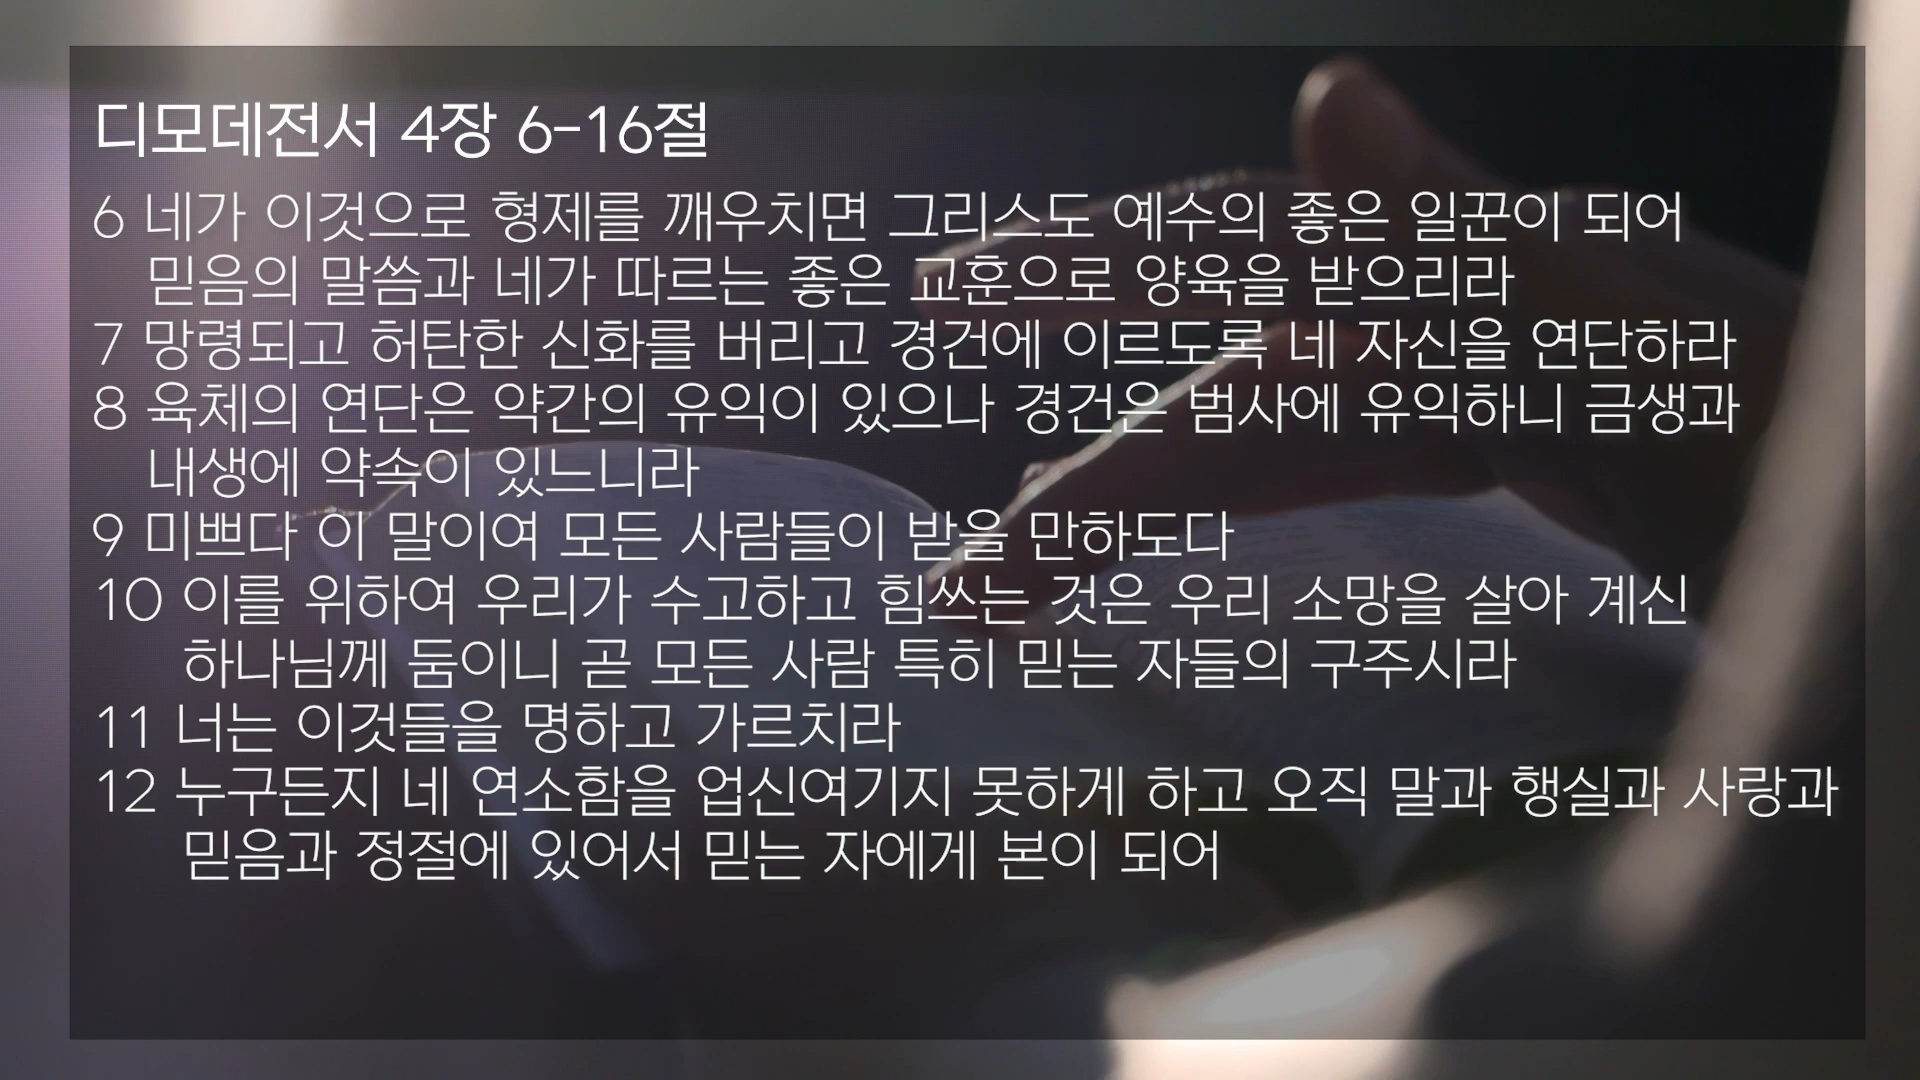 디모데전서 4장 6-16절
6 네가 이것으로 형제를 깨우치면 그리스도 예수의 좋은 일꾼이 되어
믿음의 말씀과 네가 따르는 좋은 교훈으로 양육을 받으리라
7 망령되고 허탄한 신화를 버리고 경건에 이르도록 네 자신을 연단하라
8 육체의 연단은 약간의 유익이 있으나 경건은 범사에 유익하니 금생과
내생에 약속이 있느니라
9 미쁘다 이 말이여 모든 사람들이 받을 만하도다
10 이를 위하여 우리가 수고하고 힘쓰는 것은 우리 소망을 살아 계신
하나님께 둠이니 곧 모든 사람 특히 믿는 자들의 구주시라
11 너는 이것들을 명하고 가르치라
12 누구든지 네 연소함을 업신여기지 못하게 하고 오직 말과 행실과 사랑과
믿음과 정절에 있어서 믿는 자에게 본이 되어